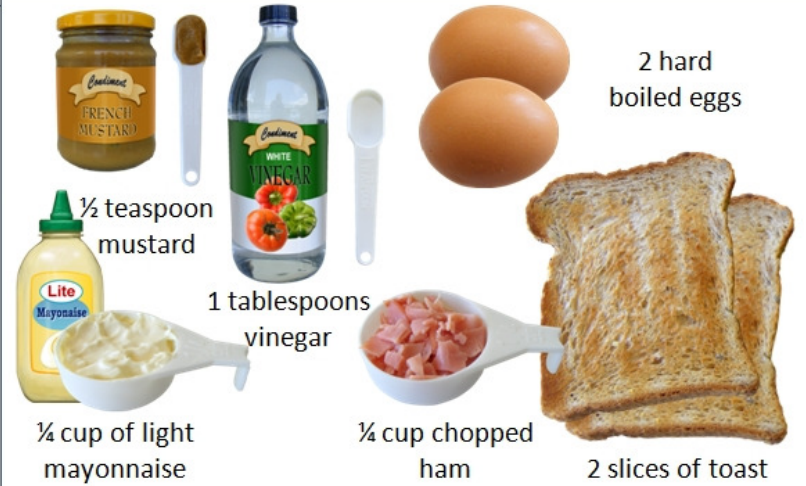 Condiment
FRENCH
MUSTARD
½ teaspoon
mustard
Condiment
WHITE
VINEGAR
1 tablespoons
vinegar
2 hard
boiled eggs
Lite
Mayonaise
¼ cup of light
mayonnaise
¼ cup chopped
ham
2 slices of toast